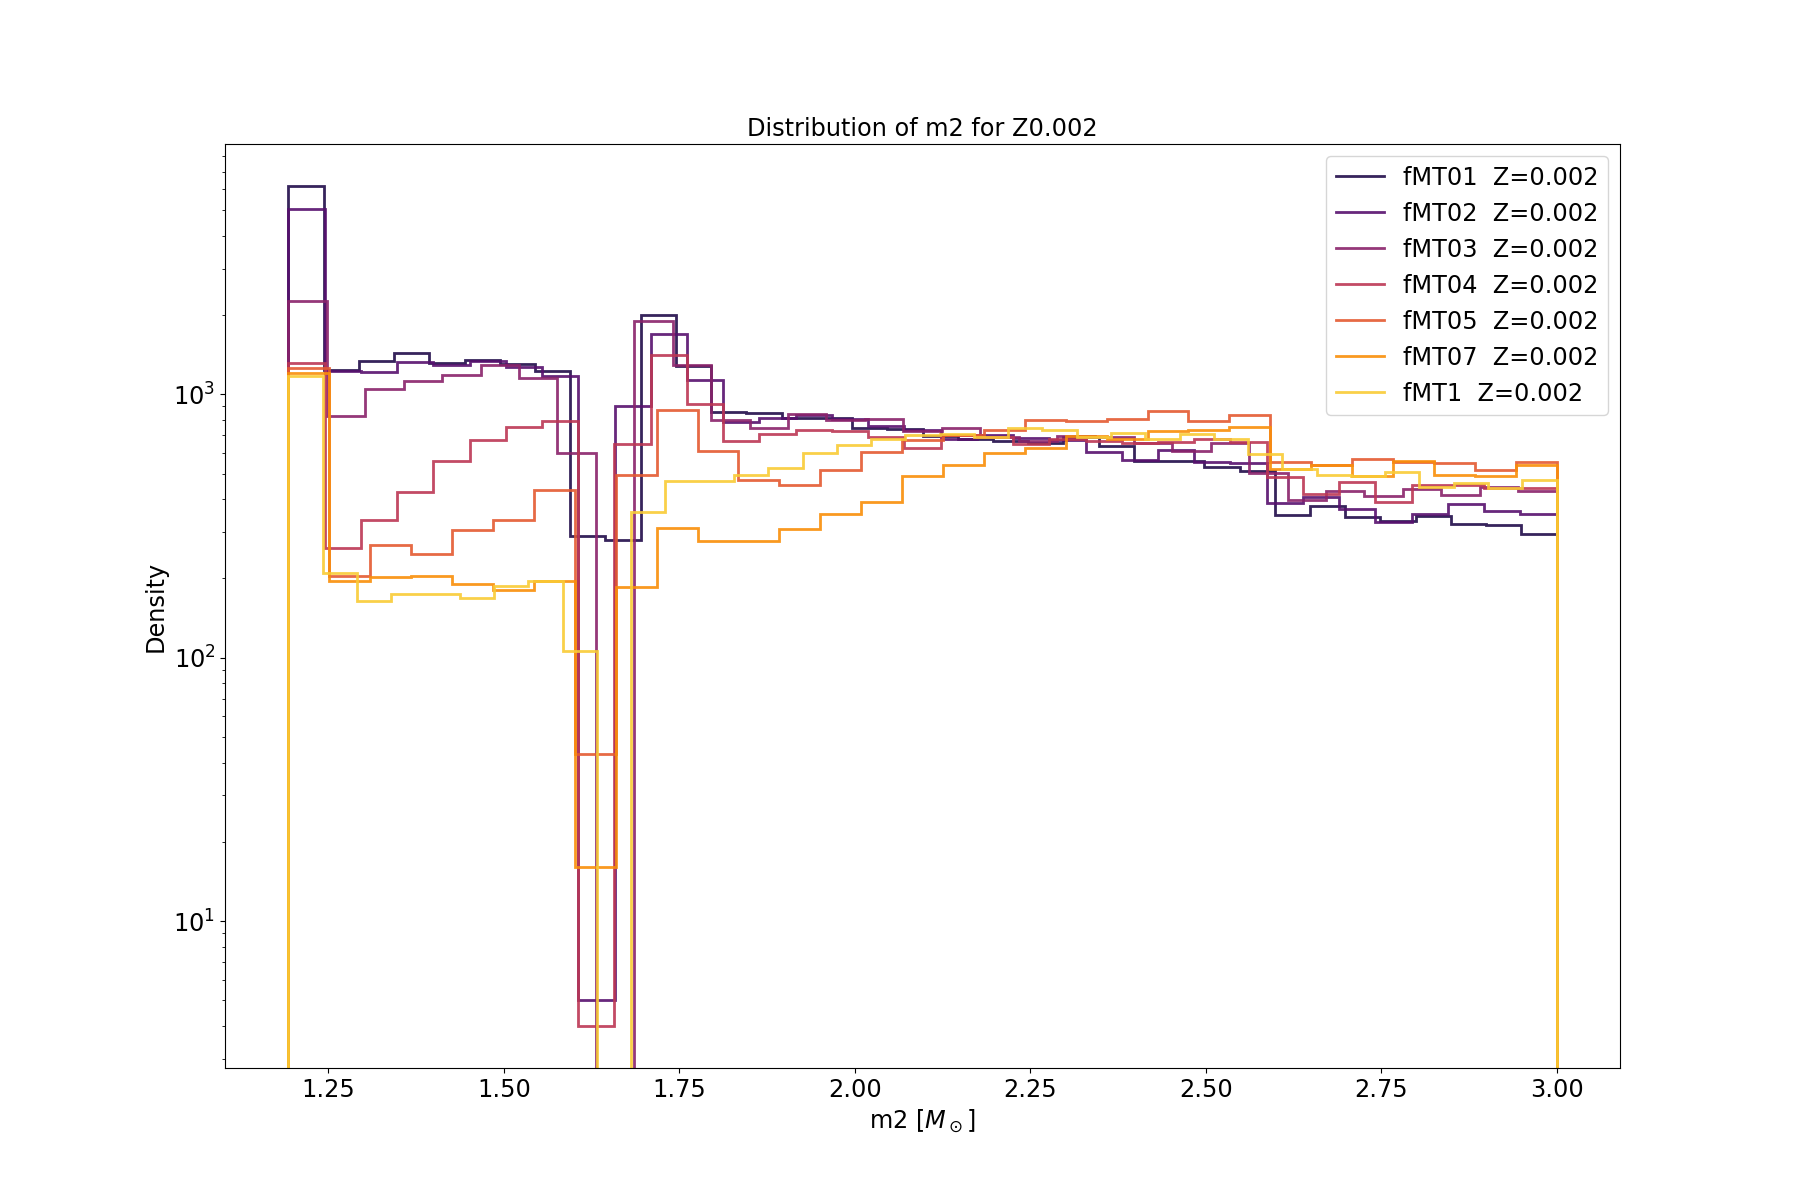 Distribution of m2 for Z0.002
fMT01 Z=0.002
fMT02 Z=0.002
fMT03 Z=0.002
fMT04 Z=0.002
fMT05 Z=0.002
fMT07 Z=0.002
fMT1 Z=0.002
Density
10³
10²
10¹
1.25 1.50 1.75 2.00 2.25 2.50 2.75 3.00
m2 [M⊙]